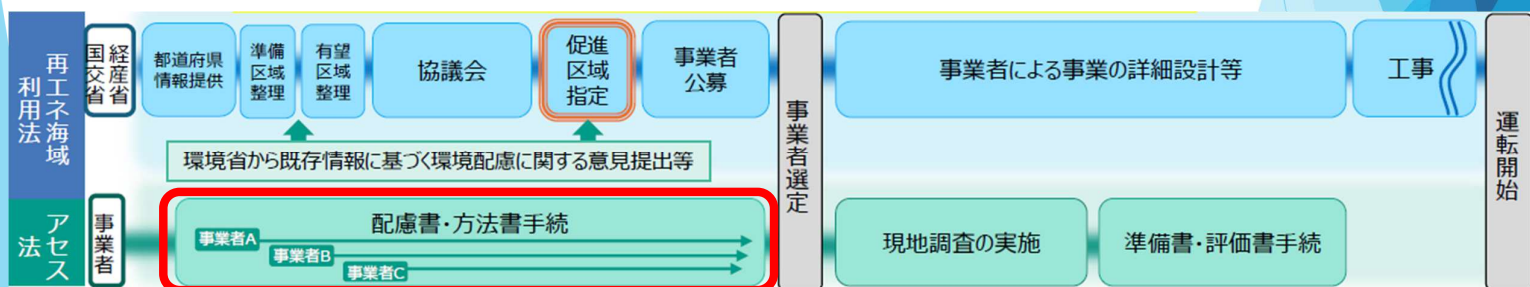 再エネ海域
利用法
経産省
国交省
都道府県
情報提供
準備
区域
整理
有望
区域
整理
協議会
促進
区域
指定
事業者
公募
事業者選定
事業者による事業の詳細設計等
工事
運転開始
環境省から既存情報に基づく環境配慮に関する意見提出等
アセス
法
事業者
配慮書・方法書手続
事業者A
事業者B
事業者C
現地調査の実施
準備書・評価書手続